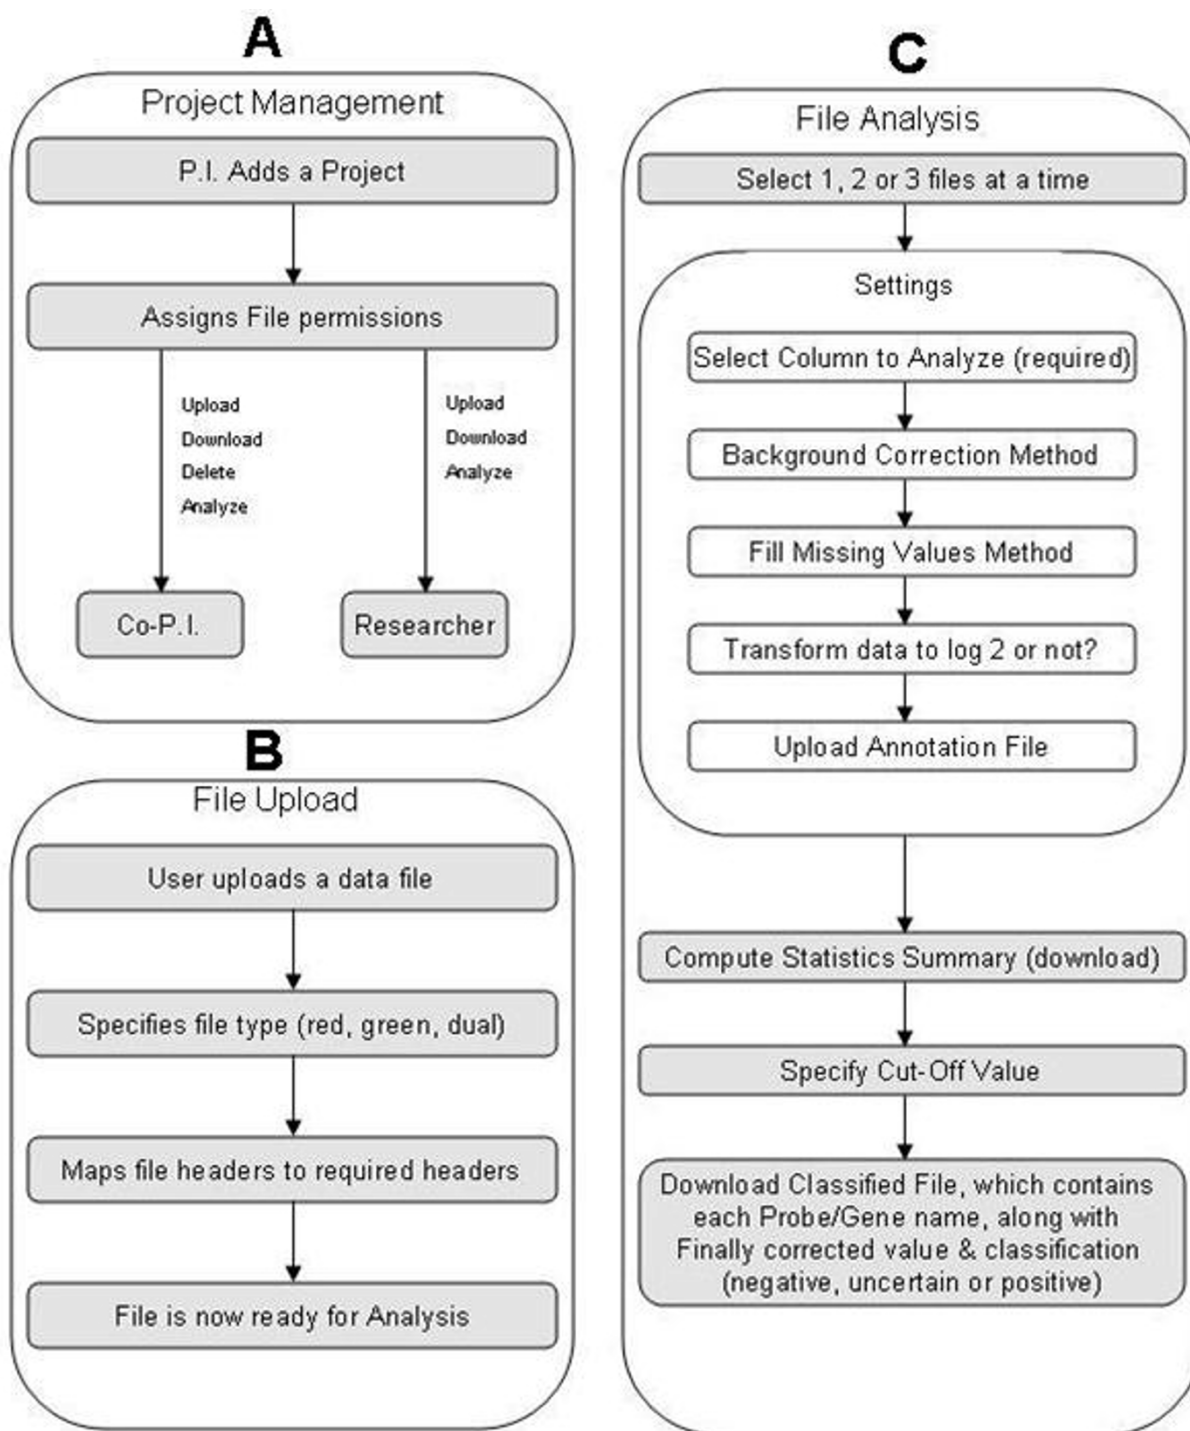 A
Project Management
P.I. Adds a Project
Assigns File permissions
Upload
Download
Delete
Analyze
Upload
Download
Analyze
Co-P.I.
Researcher
B
File Upload
User uploads a data file
Specifies file type (red, green, dual)
Maps file headers to required headers
File is now ready for Analysis
C
File Analysis
Select 1, 2 or 3 files at a time
Settings
Select Column to Analyze (required)
Background Correction Method
Fill Missing Values Method
Transform data to log 2 or not?
Upload Annotation File
Compute Statistics Summary (download)
Specify Cut-Off Value
Download Classified File, which contains
each Probe/Gene name, along with
Finally corrected value & classification
(negative, uncertain or positive)